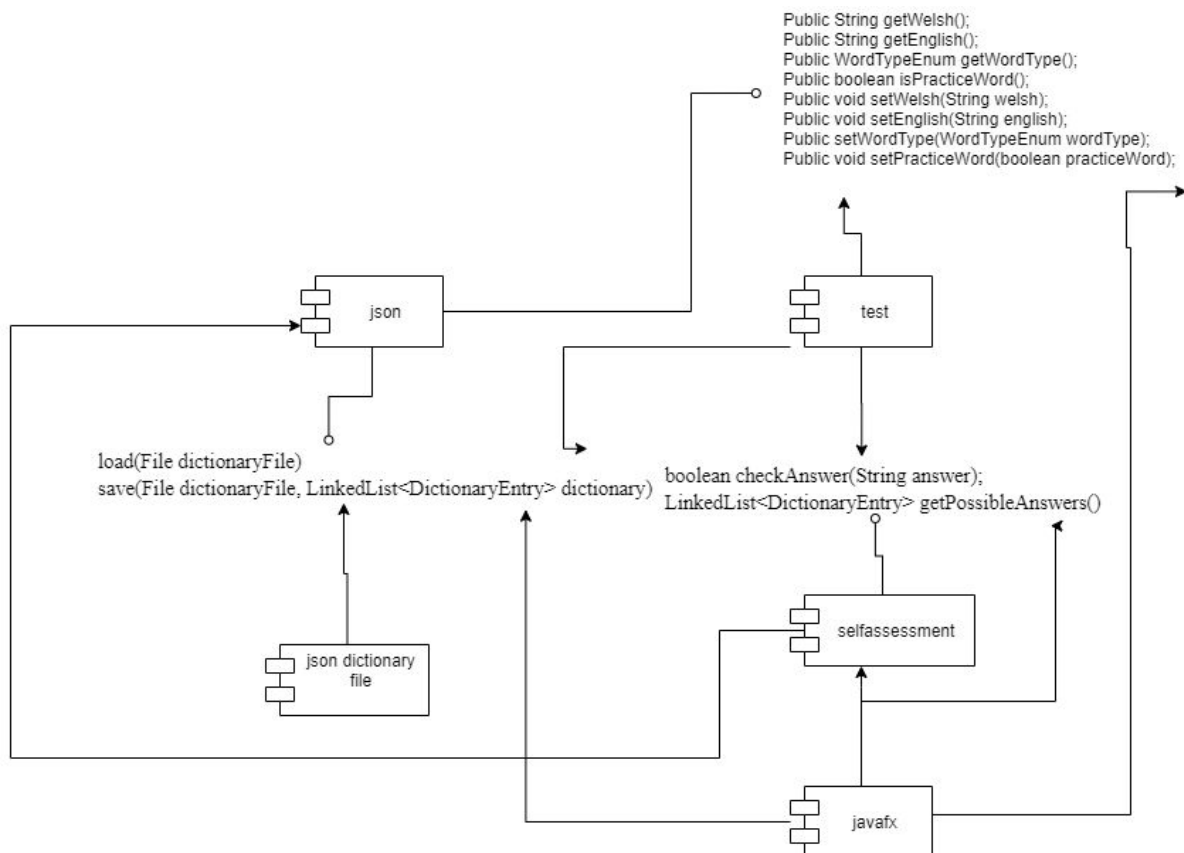 Public String getWelsh();
Public String getEnglish();
Public WordTypeEnum getWordType();
Public boolean isPracticeWord();
Public void setWelsh(String welsh);
Public void setEnglish(String english);
Public setWordType(WordTypeEnum wordType);
Public void setPracticeWord(boolean practiceWord);
json
test
load(File dictionaryFile)
save(File dictionaryFile, LinkedList<DictionaryEntry> dictionary)
boolean checkAnswer(String answer);
LinkedList<DictionaryEntry> getPossibleAnswers()
selfassessment
json dictionary
file
javafx